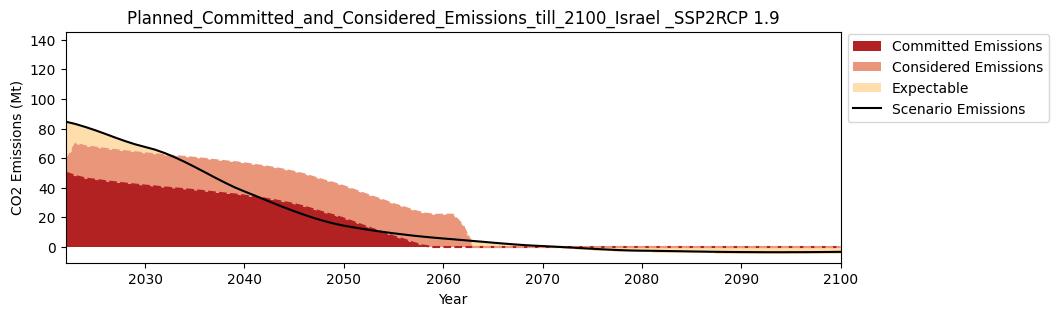 Planned_Committed_and_Considered_Emissions_till_2100_Israel _SSP2RCP 1.9
140
120
100
80
60
40
20
0
CO2 Emissions (Mt)
2030 2040 2050 2060 2070 2080 2090 2100
Year
Committed Emissions
Considered Emissions
Expectable
Scenario Emissions